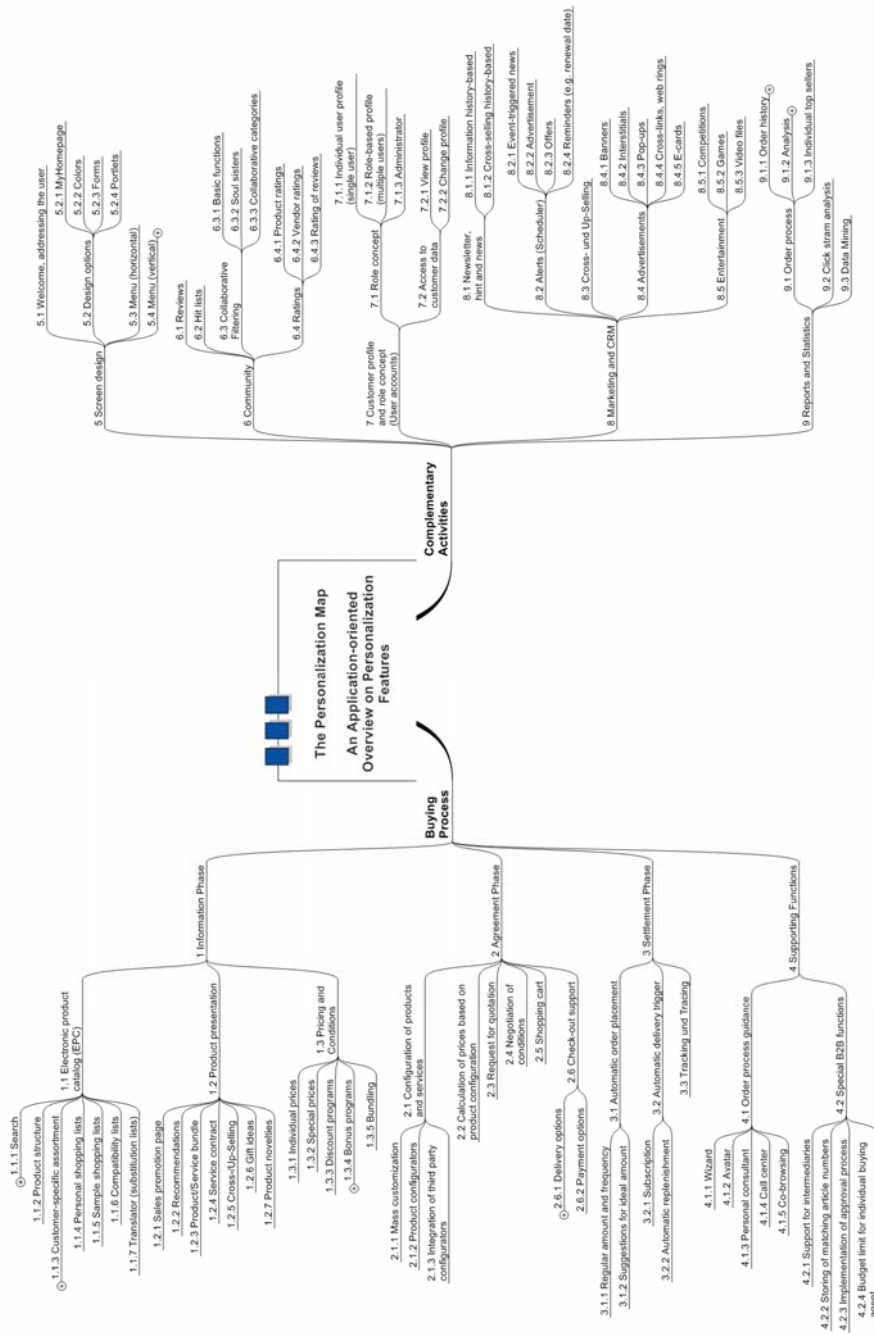 The Personalization Map
An Application-oriented
Overview on Personalization
Features
Buying
Process
1 Information Phase
1.1 Electronic product
catalog (EPC)
1.1.1 Search
1.1.2 Product structure
1.1.3 Customer-specific assortment
1.1.4 Personal shopping lists
1.1.5 Sample shopping lists
1.1.6 Compatibility lists
1.1.7 Translator (substitution lists)
1.2 Product presentation
1.2.1 Sales promotion page
1.2.2 Recommendations
1.2.3 Product/Service bundle
1.2.4 Service contract
1.2.5 Cross-/Up-Selling
1.2.6 Gift ideas
1.2.7 Product novelties
1.3 Pricing and
Conditions
1.3.1 Individual prices
1.3.2 Special prices
1.3.3 Discount programs
1.3.4 Bonus programs
1.3.5 Bundling
2 Agreement Phase
2.1 Configuration of products
and services
2.1.1 Mass customization
2.1.2 Product configurators
2.1.3 Integration of third party
configurators
2.2 Calculation of prices based on
product configuration
2.3 Request for quotation
2.4 Negotiation of
conditions
2.5 Shopping cart
2.6 Check-out support
2.6.1 Delivery options
2.6.2 Payment options
3 Settlement Phase
3.1 Automatic order placement
3.1.1 Regular amount and frequency
3.1.2 Suggestions for ideal amount
3.2 Automatic delivery trigger
3.2.1 Subscription
3.2.2 Automatic replenishment
3.3 Tracking und Tracing
4 Supporting Functions
4.1 Order process guidance
4.1.1 Wizard
4.1.2 Avatar
4.1.3 Personal consultant
4.1.4 Call center
4.1.5 Co-browsing
4.2 Special B2B functions
4.2.1 Support for intermediaries
4.2.2 Storing of matching article numbers
4.2.3 Implementation of approval process
4.2.4 Budget limit for individual buying
agent
Complementary
Activities
5 Screen design
5.1 Welcome, addressing the user
5.2 Design options
5.2.1 MyHomepage
5.2.2 Colors
5.2.3 Forms
5.2.4 Portlets
5.3 Menu (horizontal)
5.4 Menu (vertical)
6 Community
6.1 Reviews
6.2 Hit lists
6.3 Collaborative
Filtering
6.3.1 Basic functions
6.3.2 Soul sisters
6.3.3 Collaborative categories
6.4 Ratings
6.4.1 Product ratings
6.4.2 Vendor ratings
6.4.3 Rating of reviews
7 Customer profile
and role concept
(User accounts)
7.1 Role concept
7.1.1 Individual user profile
(single user)
7.1.2 Role-based profile
(multiple users)
7.1.3 Administrator
7.2 Access to
customer data
7.2.1 View profile
7.2.2 Change profile
8 Marketing and CRM
8.1 Newsletter,
hint and news
8.1.1 Information history-based
8.1.2 Cross-selling history-based
8.2 Alerts (Scheduler)
8.2.1 Event-triggered news
8.2.2 Advertisement
8.2.3 Offers
8.2.4 Reminders (e.g. renewal date)
8.3 Cross- und Up-Selling
8.4 Advertisements
8.4.1 Banners
8.4.2 Interstitials
8.4.3 Pop-ups
8.4.4 Cross-links, web rings
8.4.5 E-cards
8.5 Entertainment
8.5.1 Competitions
8.5.2 Games
8.5.3 Video files
9 Reports and Statistics
9.1 Order process
9.1.1 Order history
9.1.2 Analysis
9.1.3 Individual top sellers
9.2 Click stram analysis
9.3 Data Mining